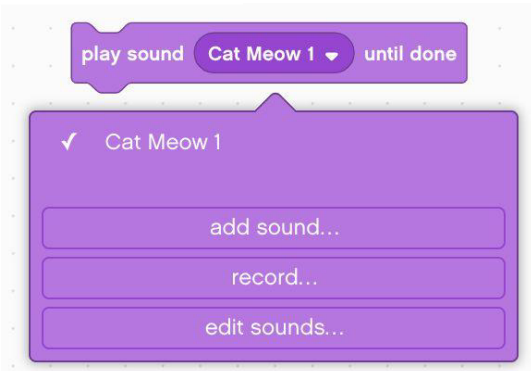 play sound Cat Meow 1 until done
✓ Cat Meow 1
add sound...
record...
edit sounds...